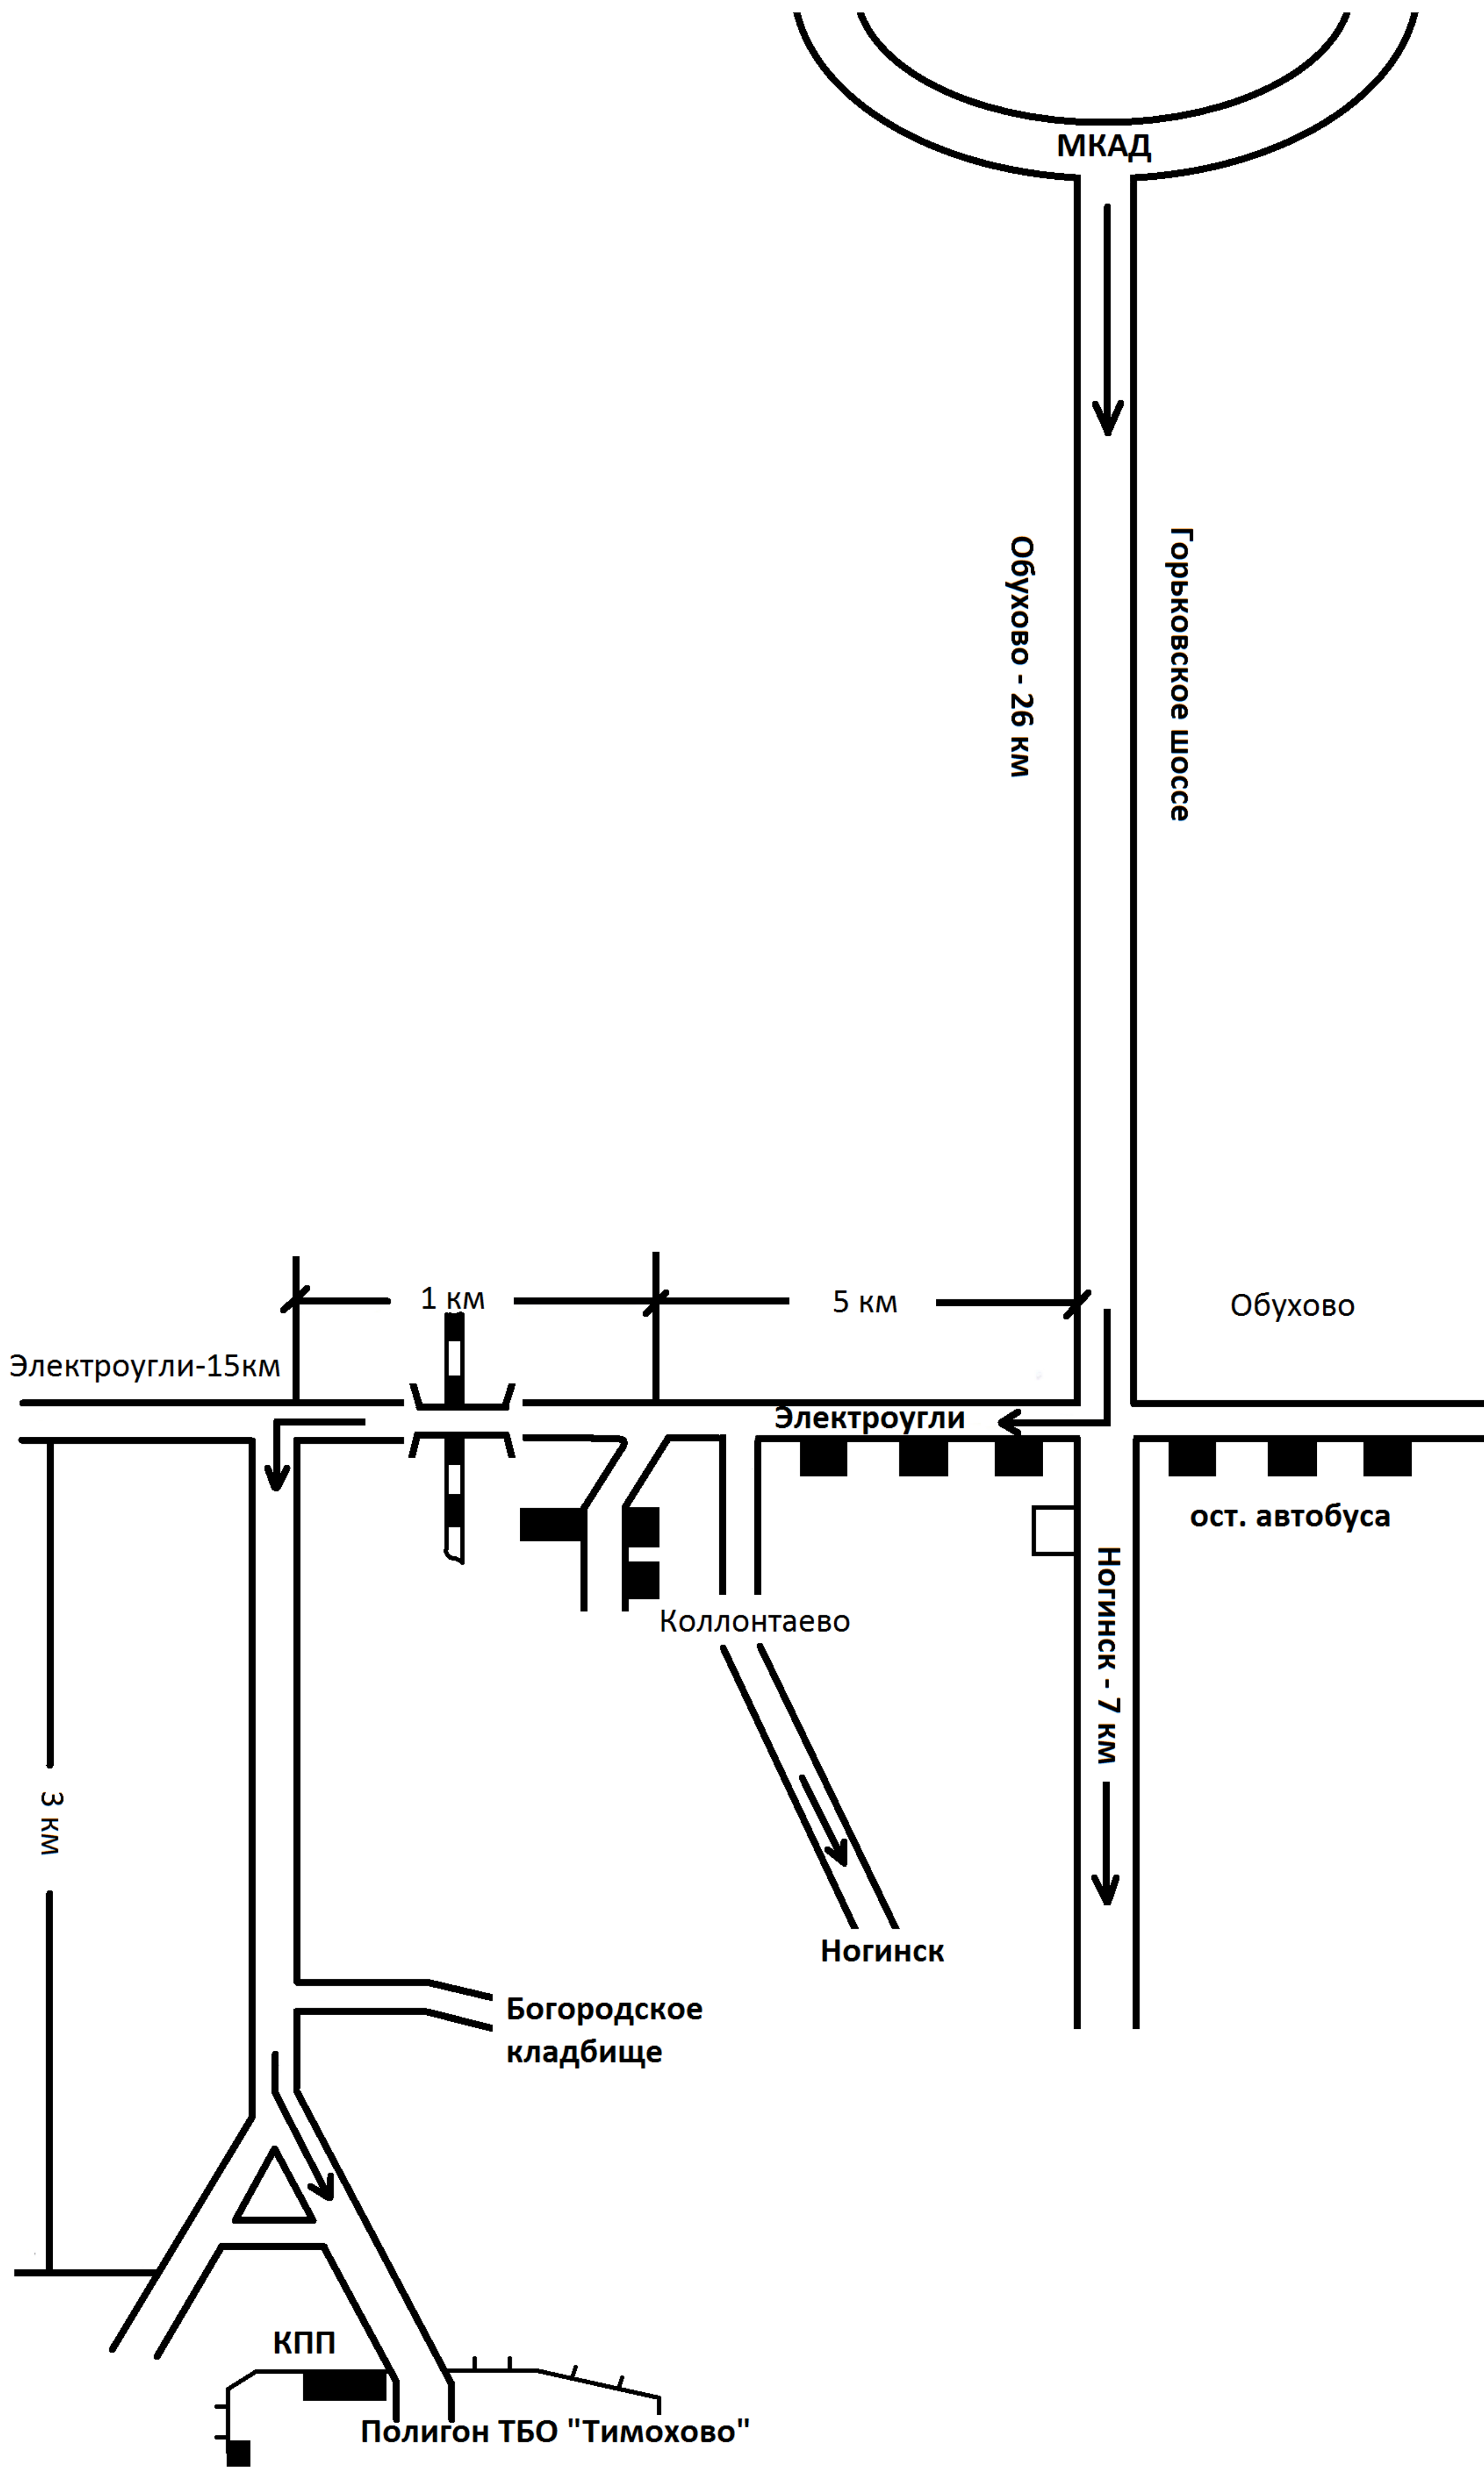 МКАД
Обухово - 26 км
Горьковское шоссе
1 км
5 км
Обухово
Электроугли-15км
Электроугли
ост. автобуса
Ногинск - 7 км
Коллонтаево
3 км
Ногинск
Богородское
кладбище
КПП
Полигон ТБО "Тимохово"